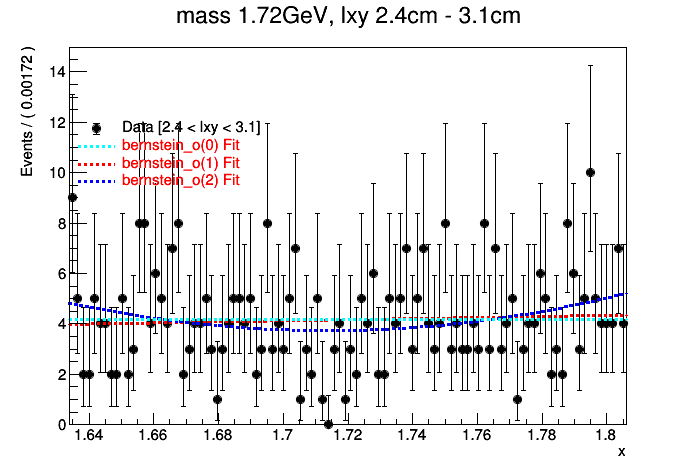 mass 1.72GeV, lxy 2.4cm - 3.1cm
Events / ( 0.00172 )
14
12
10
8
6
4
2
0
Data [2.4 < lxy < 3.1]
bernstein_o(0) Fit
bernstein_o(1) Fit
bernstein_o(2) Fit
1.64 1.66 1.68 1.7 1.72 1.74 1.76 1.78 1.8
x